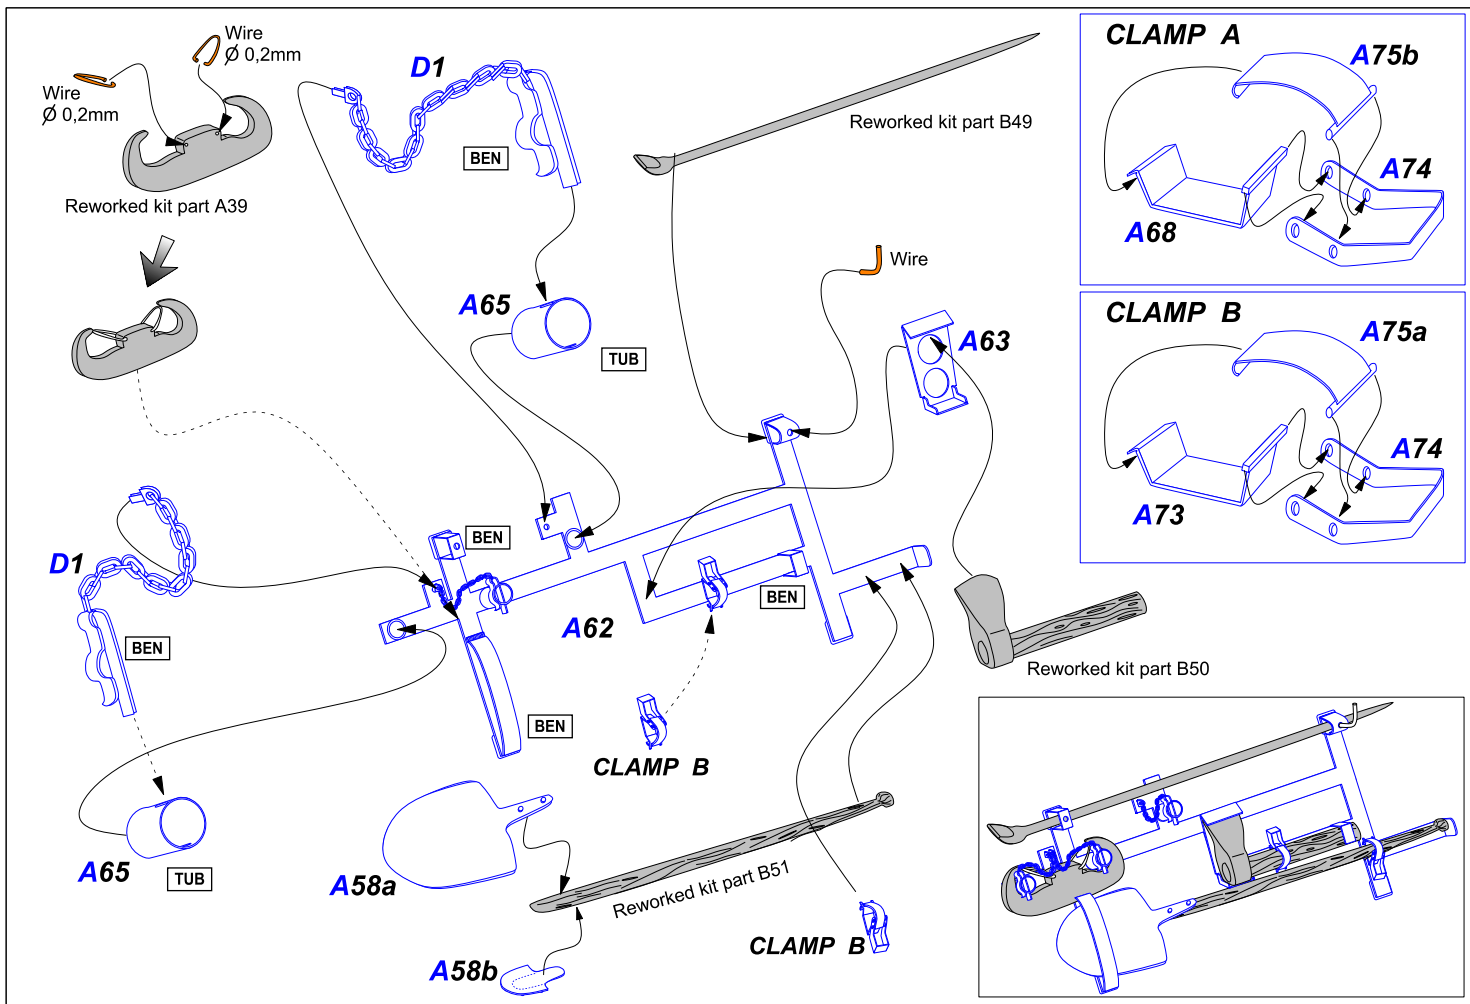 Wire
Ø 0,2mm
Wire
Ø 0,2mm
Reworked kit part A39
D1
BEN
Reworked kit part B49
CLAMP A
A75b
A74
A68
Wire
A65
TUB
A63
CLAMP B
A75a
A74
A73
D1
BEN
BEN
BEN
A62
BEN
Reworked kit part B50
CLAMP B
A65
TUB
A58a
Reworked kit part B51
A58b
CLAMP B